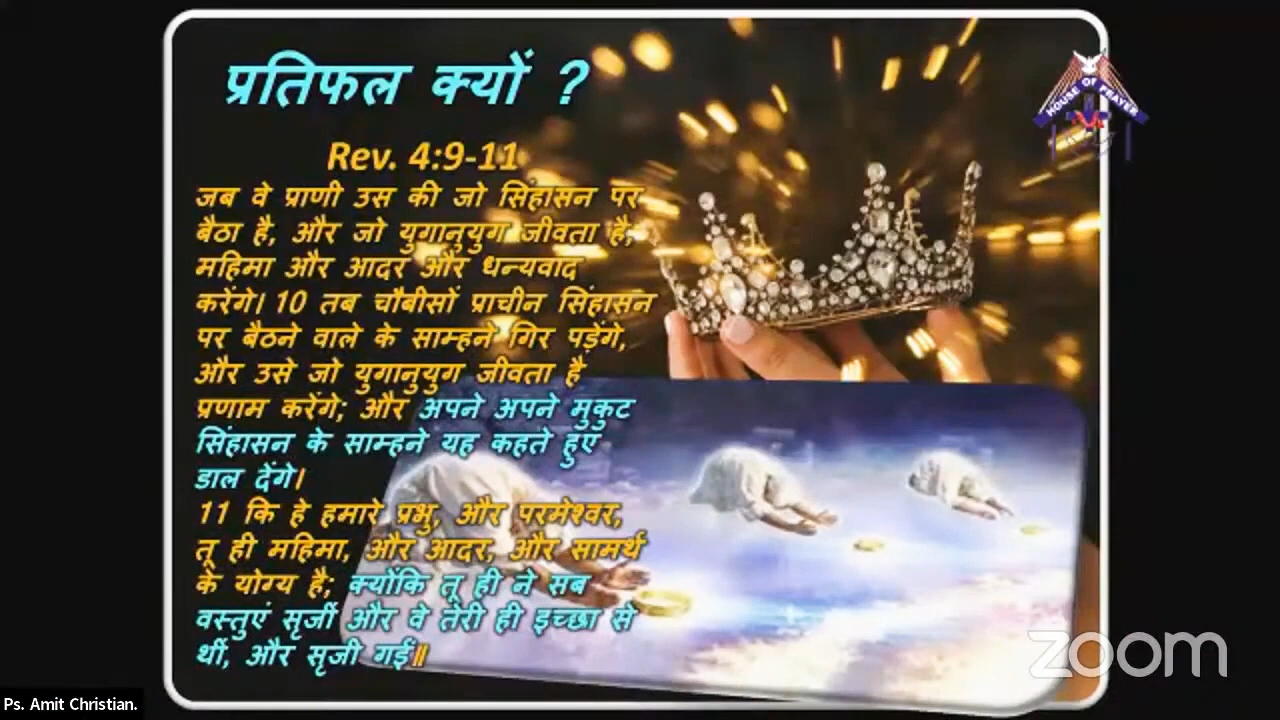 प्रतिफल क्यों ?
HOUSE OF PRAYER
Rev. 4:9-11
जब वे प्राणी उस की जो सिंहासन पर
बैठा है, और जो युगानुयुग जीवता है,
महिमा और आदर और धन्यवाद
करेंगे। 10 तब चौबीसों प्राचीन सिंहासन
पर बैठने वाले के साम्हने गिर पड़ेंगे,
और उसे जो युगानुयुग जीवता है
प्रणाम करेंगे; और अपने अपने मुकुट
सिंहासन के साम्हने यह कहते हुए
डाल देंगे।
11 कि हे हमारे प्रभु, और परमेश्वर,
तू ही महिमा, और आदर, और सामर्थ
के योग्य है; क्योंकि तू ही ने सब
वस्तुएं सृजीं और वे तेरी ही इच्छा से
थीं, और सृजी गईं॥
zoom
Ps. Amit Christian.